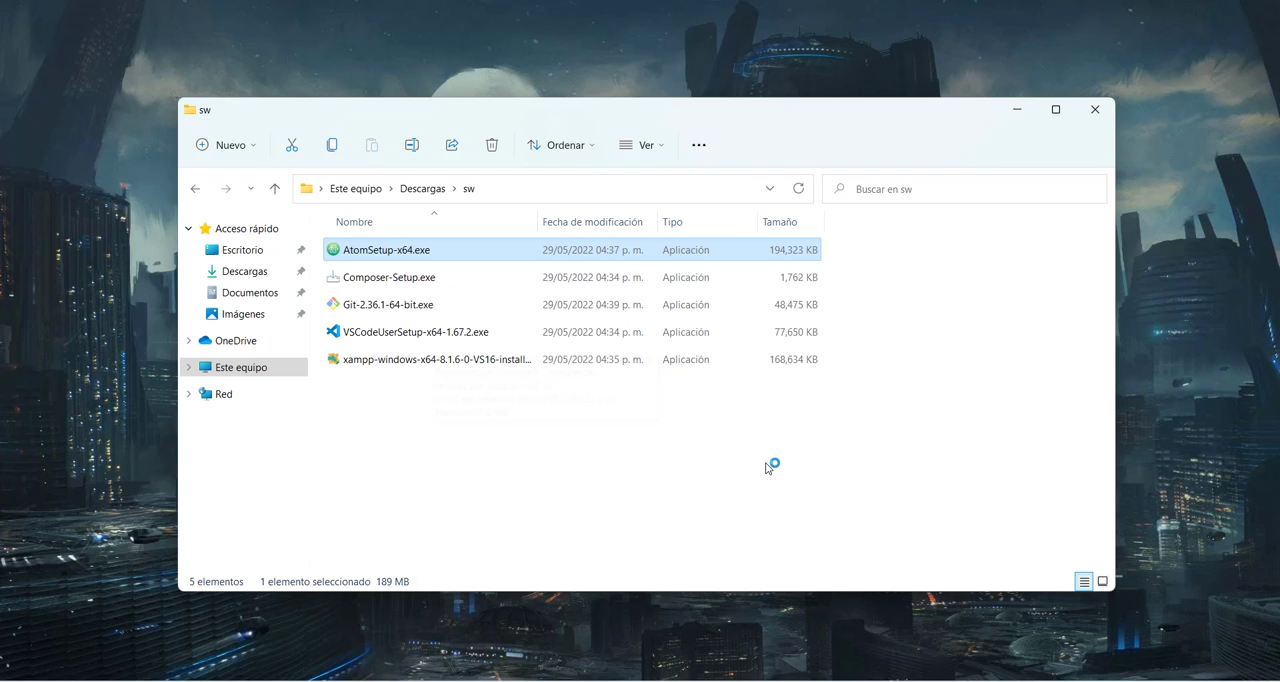 sw
Nuevo
Ordenar
Ver
Este equipo
Descargas
sw
Buscar en sw
Acceso rápido
Escritorio
Descargas
Documentos
Imágenes
OneDrive
Este equipo
Red
Nombre Fecha de modificación Tipo Tamaño
AtomSetup-x64.exe 29/05/2022 04:37 p. m. Aplicación 194,323 KB
Composer-Setup.exe 29/05/2022 04:34 p. m. Aplicación 1,762 KB
Git-2.36.1-64-bit.exe 29/05/2022 04:39 p. m. Aplicación 48,475 KB
VSCodeUserSetup-x64-1.67.2.exe 29/05/2022 04:34 p. m. Aplicación 77,650 KB
xampp-windows-x64-8.1.6-0-VS16-install... 29/05/2022 04:35 p. m. Aplicación 168,634 KB
5 elementos 1 elemento seleccionado 189 MB